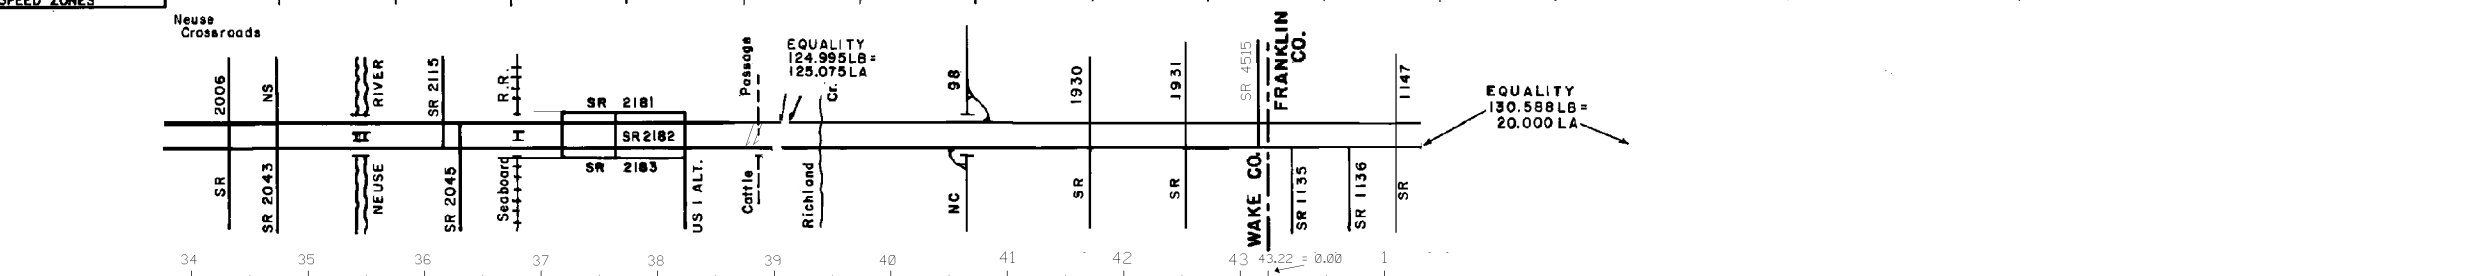 SPEED ZONES
Neuse
Crossroads
SR 2006
NS
SR 2043
NEUSE RIVER
SR 2115
SR 2045
Seaboard R.R.
SR 2181
SR 2182
SR 2183
US 1 ALT.
Cattle Passage
EQUALITY
124.995LB=
125.075LA
Richland Cr.
NC 98
SR 1930
SR 1931
SR 4515
WAKE CO.
FRANKLIN
CO.
SR 1135
SR 1136
SR 1147
EQUALITY
130.588LB=
20.000 LA
34 35 36 37 38 39 40 41 42 43 43.22 = 0.00 1